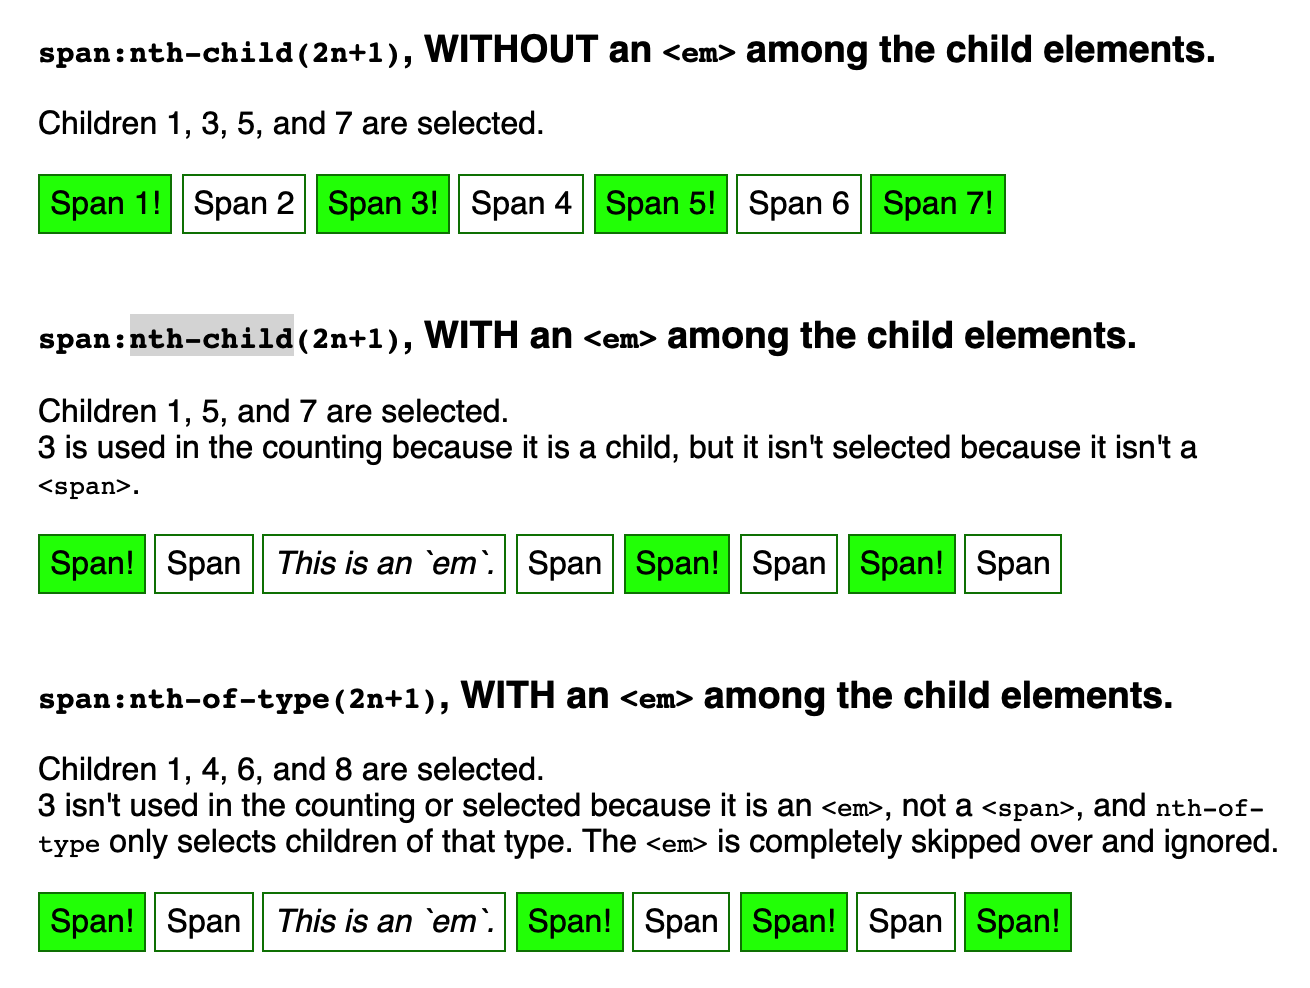 span:nth-child(2n+1), WITHOUT an <em> among the child elements.
Children 1, 3, 5, and 7 are selected.
Span 1! Span 2 Span 3! Span 4 Span 5! Span 6 Span 7!
span:nth-child(2n+1), WITH an <em> among the child elements.
Children 1, 5, and 7 are selected.
3 is used in the counting because it is a child, but it isn't selected because it isn't a
<span>.
Span! Span This is an `em`. Span Span! Span Span! Span
span:nth-of-type(2n+1), WITH an <em> among the child elements.
Children 1, 4, 6, and 8 are selected.
3 isn't used in the counting or selected because it is an <em>, not a <span>, and nth-of-
type only selects children of that type. The <em> is completely skipped over and ignored.
Span! Span This is an `em`. Span! Span Span! Span Span!